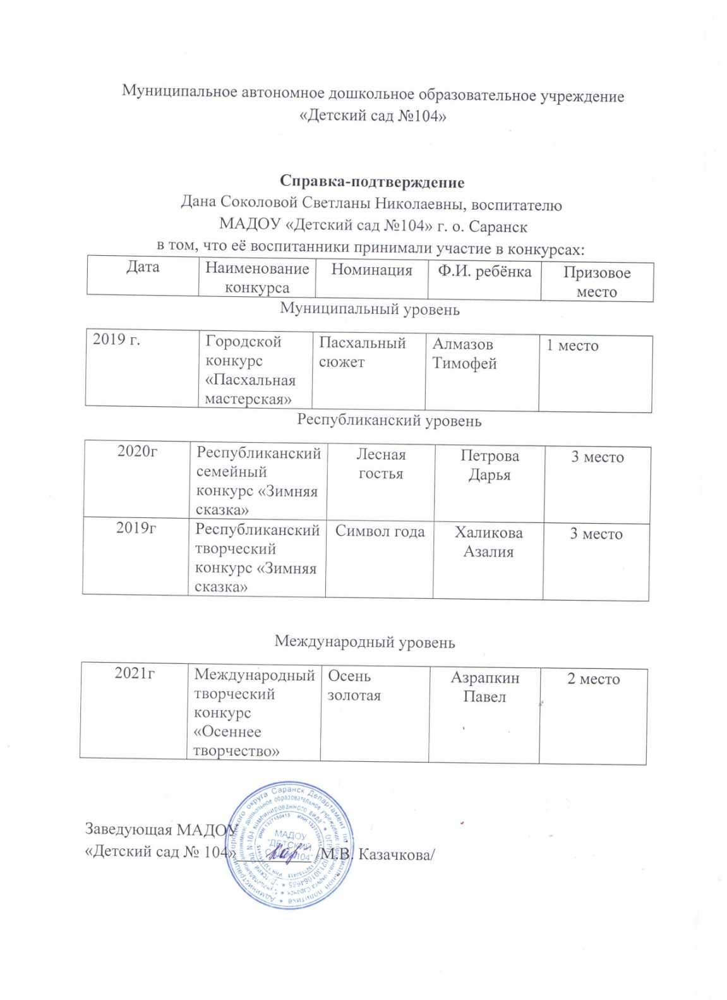 Муниципальное автономное дошкольное образовательное учреждение
«Детский сад №104»
Справка-подтверждение
Дана Соколовой Светланы Николаевны, воспитателю
МАДОУ «Детский сад №104» г. о. Саранск
в том, что её воспитанники принимали участие в конкурсах:
Дата
Наименование
конкурса
Номинация
Ф.И. ребёнка
Призовое
место
Муниципальный уровень
2019 г.
Городской
конкурс
«Пасхальная
мастерская»
Пасхальный
сюжет
Алмазов
Тимофей
1 место
Республиканский уровень
2020г
Республиканский
семейный
конкурс «Зимняя
сказка»
Лесная
гостья
Петрова
Дарья
3 место
2019г
Республиканский
творческий
конкурс «Зимняя
сказка»
Символ года
Халикова
Азалия
3 место
Международный уровень
2021г
Международный
творческий
конкурс
«Осеннее
творчество»
Осень
золотая
Азрапкин
Павел
2 место
Заведующая МАДОУ
«Детский сад № 104» /М.В. Казачкова/
МАДОУ
"ДЕТСКИЙ